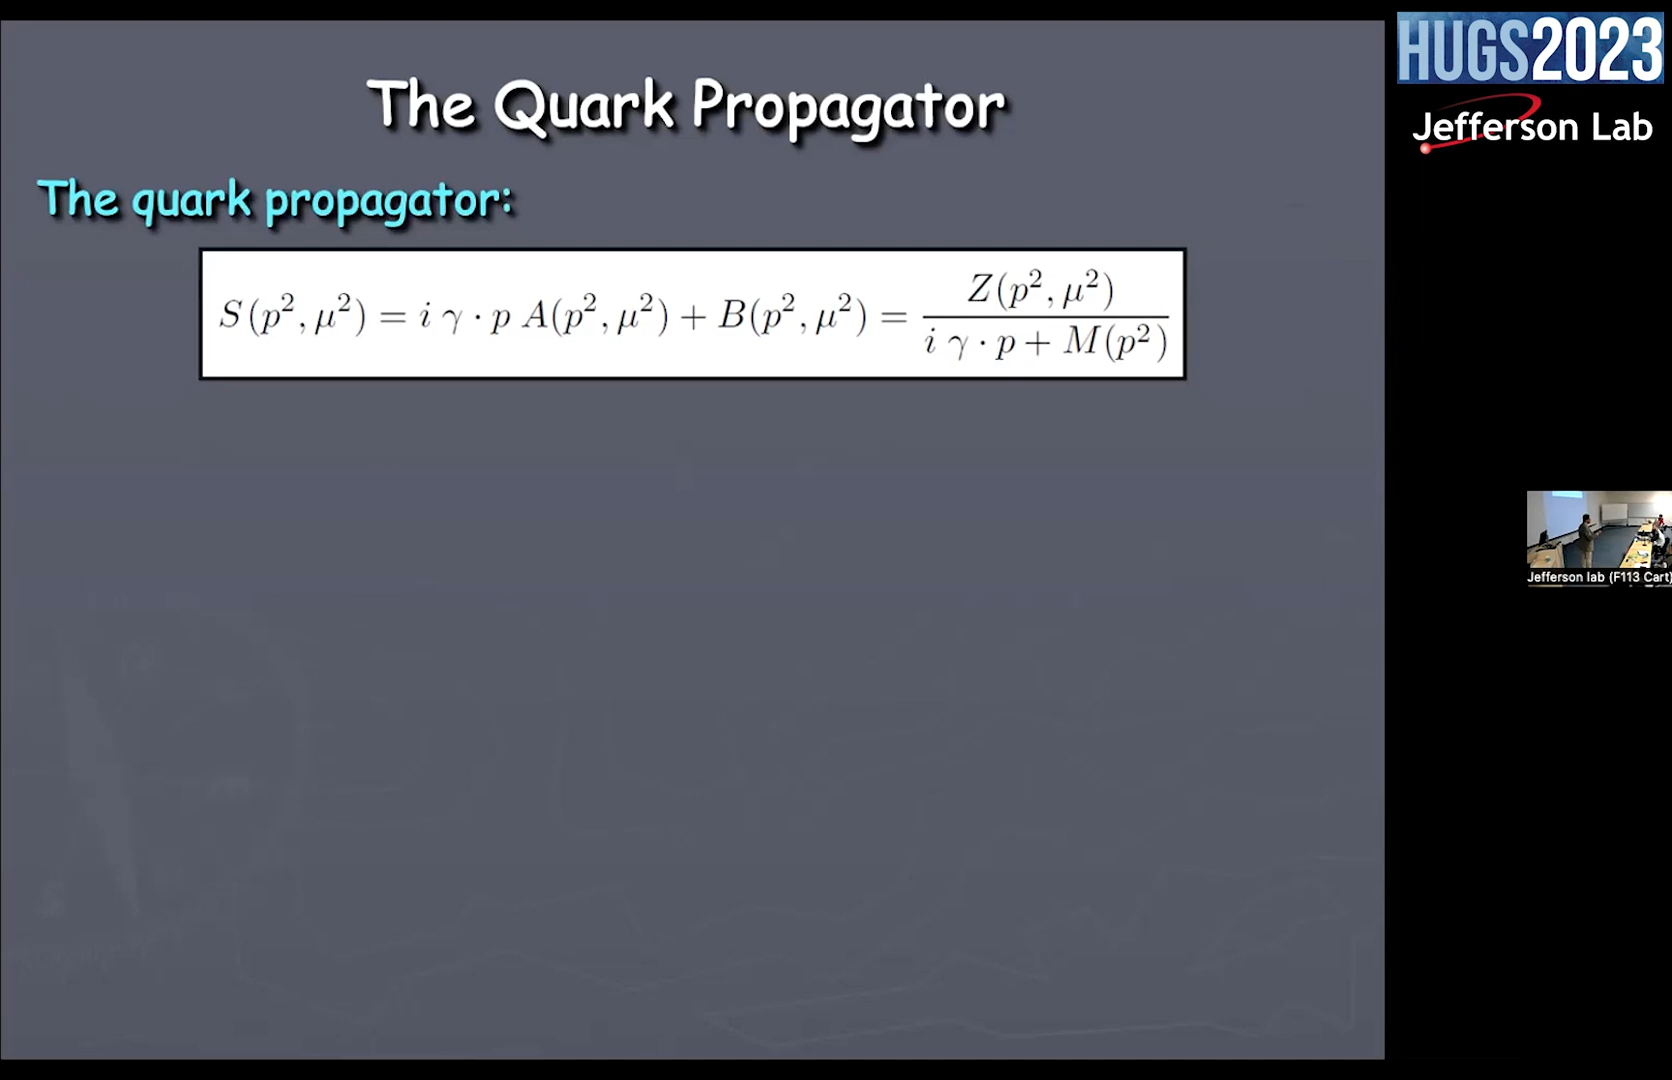 The Quark Propagator
The quark propagator:
S(p², μ²) = i γ · p A(p², μ²) + B(p², μ²) = Z(p², μ²) / i γ · p + M(p²)
HUGS2023
Jefferson Lab
Jefferson lab (F113 Cart)